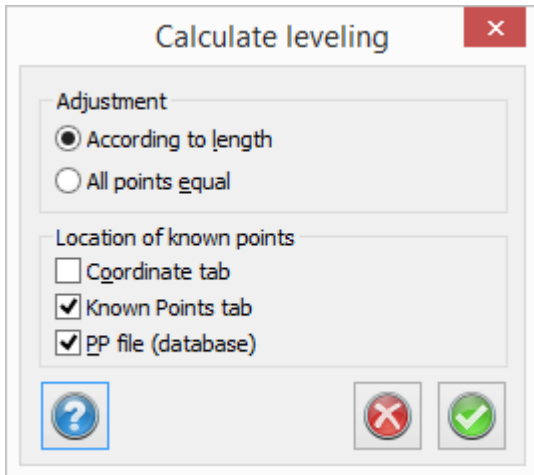 Calculate leveling
Adjustment
According to length
All points equal
Location of known points
Coordinate tab
Known Points tab
PP file (database)